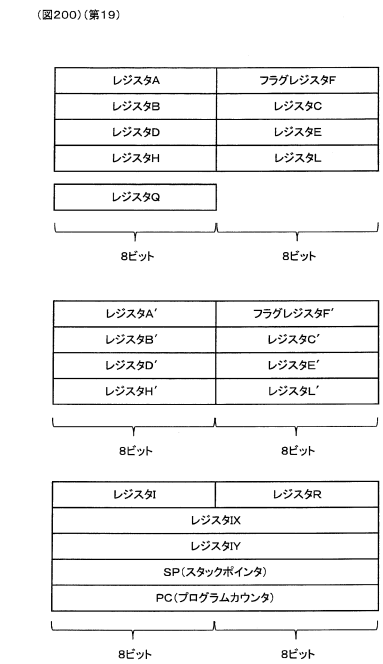 （図２００）（第１９）
レジスタA フラグレジスタF
レジスタB レジスタC
レジスタD レジスタE
レジスタH レジスタL
レジスタQ
8ビット 8ビット
レジスタA′ フラグレジスタF′
レジスタB′ レジスタC′
レジスタD′ レジスタE′
レジスタH′ レジスタL′
8ビット 8ビット
レジスタI レジスタR
レジスタIX
レジスタIY
SP（スタックポインタ）
PC（プログラムカウンタ）
8ビット 8ビット